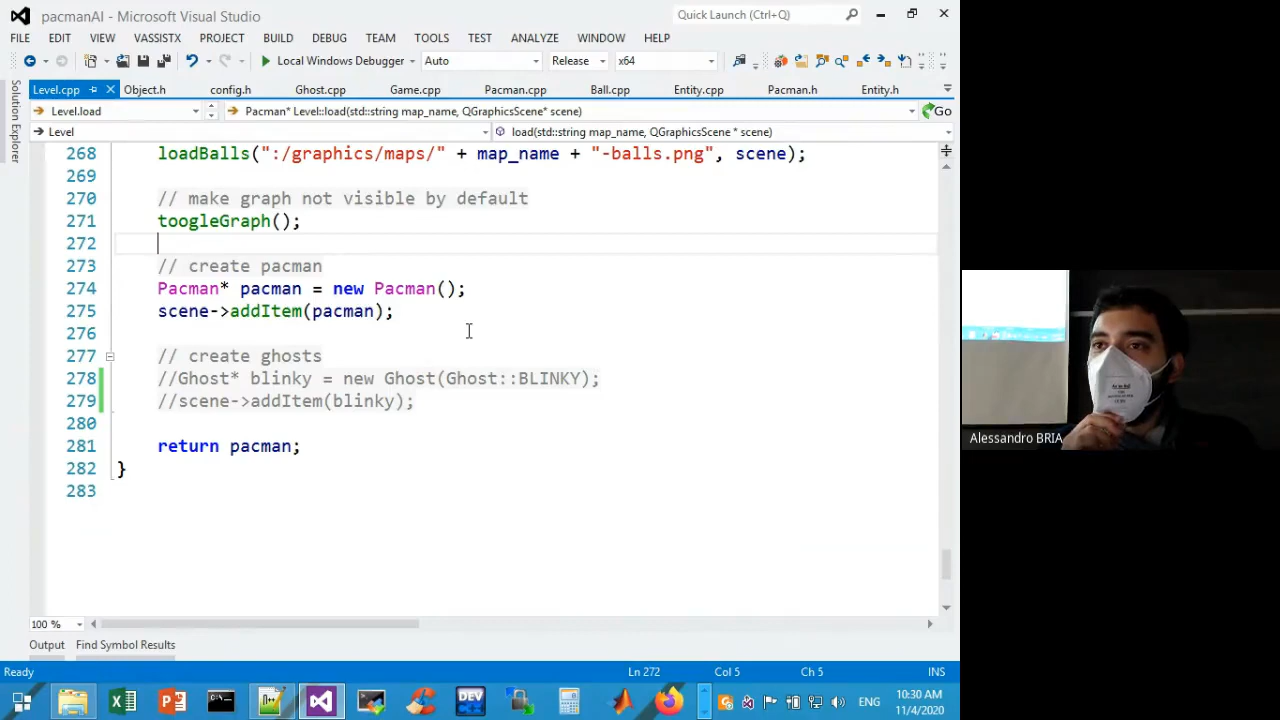 pacmanAI - Microsoft Visual Studio
Quick Launch (Ctrl+Q)
FILE EDIT VIEW VASSISTX PROJECT BUILD DEBUG TEAM TOOLS TEST ANALYZE WINDOW HELP
Local Windows Debugger Auto Release x64
Level.cpp Object.h config.h Ghost.cpp Game.cpp Pacman.cpp Ball.cpp Entity.cpp Pacman.h Entity.h
Solution Explorer
Level.load Pacman* Level::load(std::string map_name, QGraphicsScene* scene) Go
Level load(std::string map_name, QGraphicsScene * scene)
268 loadBalls(":/graphics/maps/" + map_name + "-balls.png", scene);
269
270 // make graph not visible by default
271 toogleGraph();
272
273 // create pacman
274 Pacman* pacman = new Pacman();
275 scene->addItem(pacman);
276
277 // create ghosts
278 //Ghost* blinky = new Ghost(Ghost::BLINKY);
279 //scene->addItem(blinky);
280
281 return pacman;
282 }
283
100 %
Output Find Symbol Results
Ready Ln 272 Col 5 Ch 5 INS
DEV
ENG
10:30 AM
11/4/2020
Alessandro BRIA